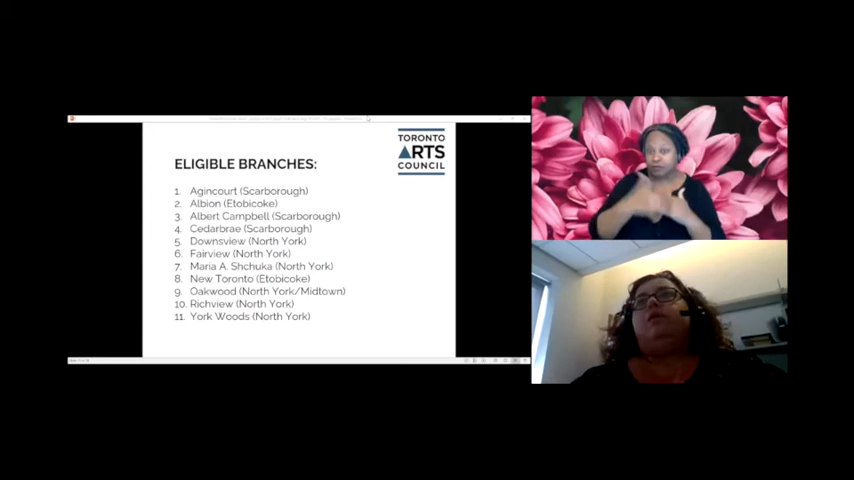 TORONTO
ARTS
COUNCIL
ELIGIBLE BRANCHES:
1. Agincourt (Scarborough)
2. Albion (Etobicoke)
3. Albert Campbell (Scarborough)
4. Cedarbrae (Scarborough)
5. Downsview (North York)
6. Fairview (North York)
7. Maria A. Shchuka (North York)
8. New Toronto (Etobicoke)
9. Oakwood (North York/Midtown)
10. Richview (North York)
11. York Woods (North York)